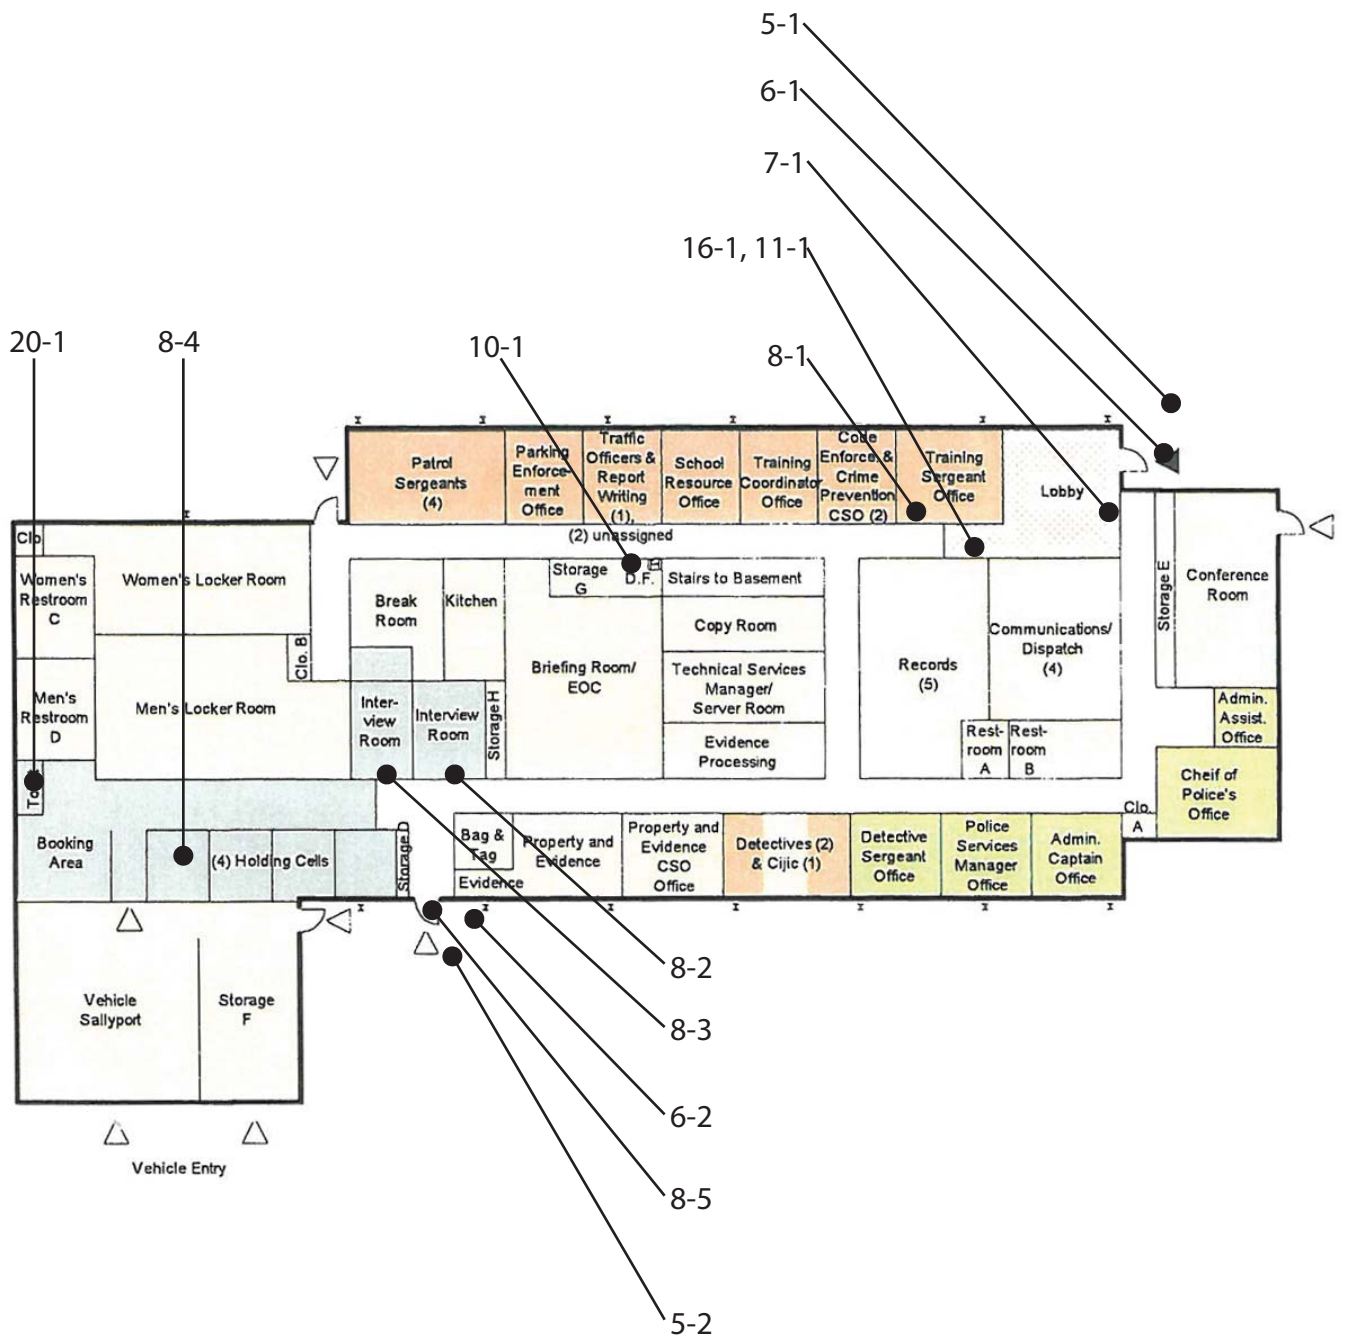 5-1
6-1
7-1
16-1, 11-1
20-1
8-4
10-1
8-1
Patrol
Sergeants
(4)
Parking
Enforce-
ment
Office
Traffic
Officers &
Report
Writing
(1),
(2) unassigned
School
Resource
Office
Training
Coordinator
Office
Code
Enforce. &
Crime
Prevention
CSO (2)
Training
Sergeant
Office
Lobby
Clo.
Women's
Restroom
C
Women's Locker Room
Break
Room
Kitchen
Storage
G
D.F.
Stairs to Basement
Copy Room
Technical Services
Manager/
Server Room
Evidence
Processing
Briefing Room/
EOC
Records
(5)
Communications/
Dispatch
(4)
Rest-
room
A
Rest-
room
B
Storage E
Conference
Room
Admin.
Assist.
Office
Cheif of
Police's
Office
Clo.
A
Men's
Restroom
D
Men's Locker Room
Clo. B
Inter-
view
Room
Interview
Room
Storage H
Booking
Area
(4) Holding Cells
Storage D
Bag &
Tag
Evidence
Property and
Evidence
Property and
Evidence
CSO
Office
Detectives (2)
& Cijic (1)
Detective
Sergeant
Office
Police
Services
Manager
Office
Admin.
Captain
Office
Vehicle
Sallyport
Storage
F
Vehicle Entry
8-2
8-3
6-2
8-5
5-2